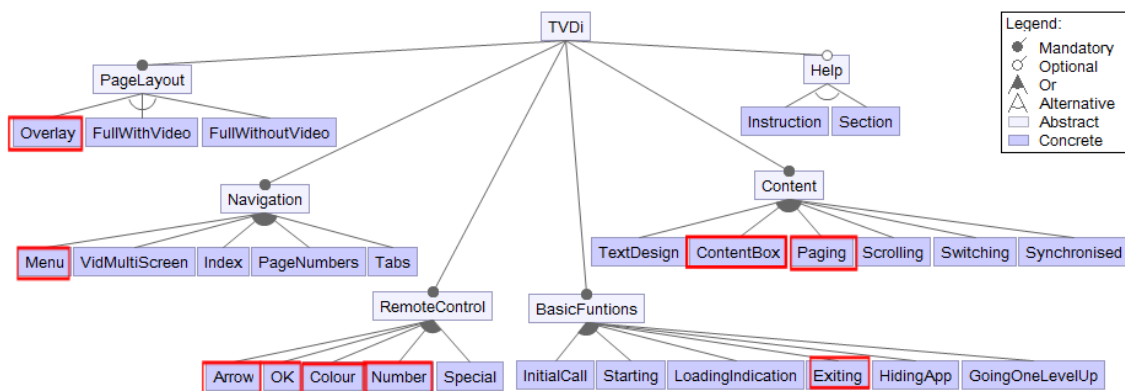 TVDi
Legend:
Mandatory
Optional
Or
Alternative
Abstract
Concrete
PageLayout
Help
Overlay
FullWithVideo
FullWithoutVideo
Instruction
Section
Navigation
Content
Menu
VidMultiScreen
Index
PageNumbers
Tabs
TextDesign
ContentBox
Paging
Scrolling
Switching
Synchronised
RemoteControl
BasicFuntions
Arrow
OK
Colour
Number
Special
InitialCall
Starting
LoadingIndication
Exiting
HidingApp
GoingOneLevelUp